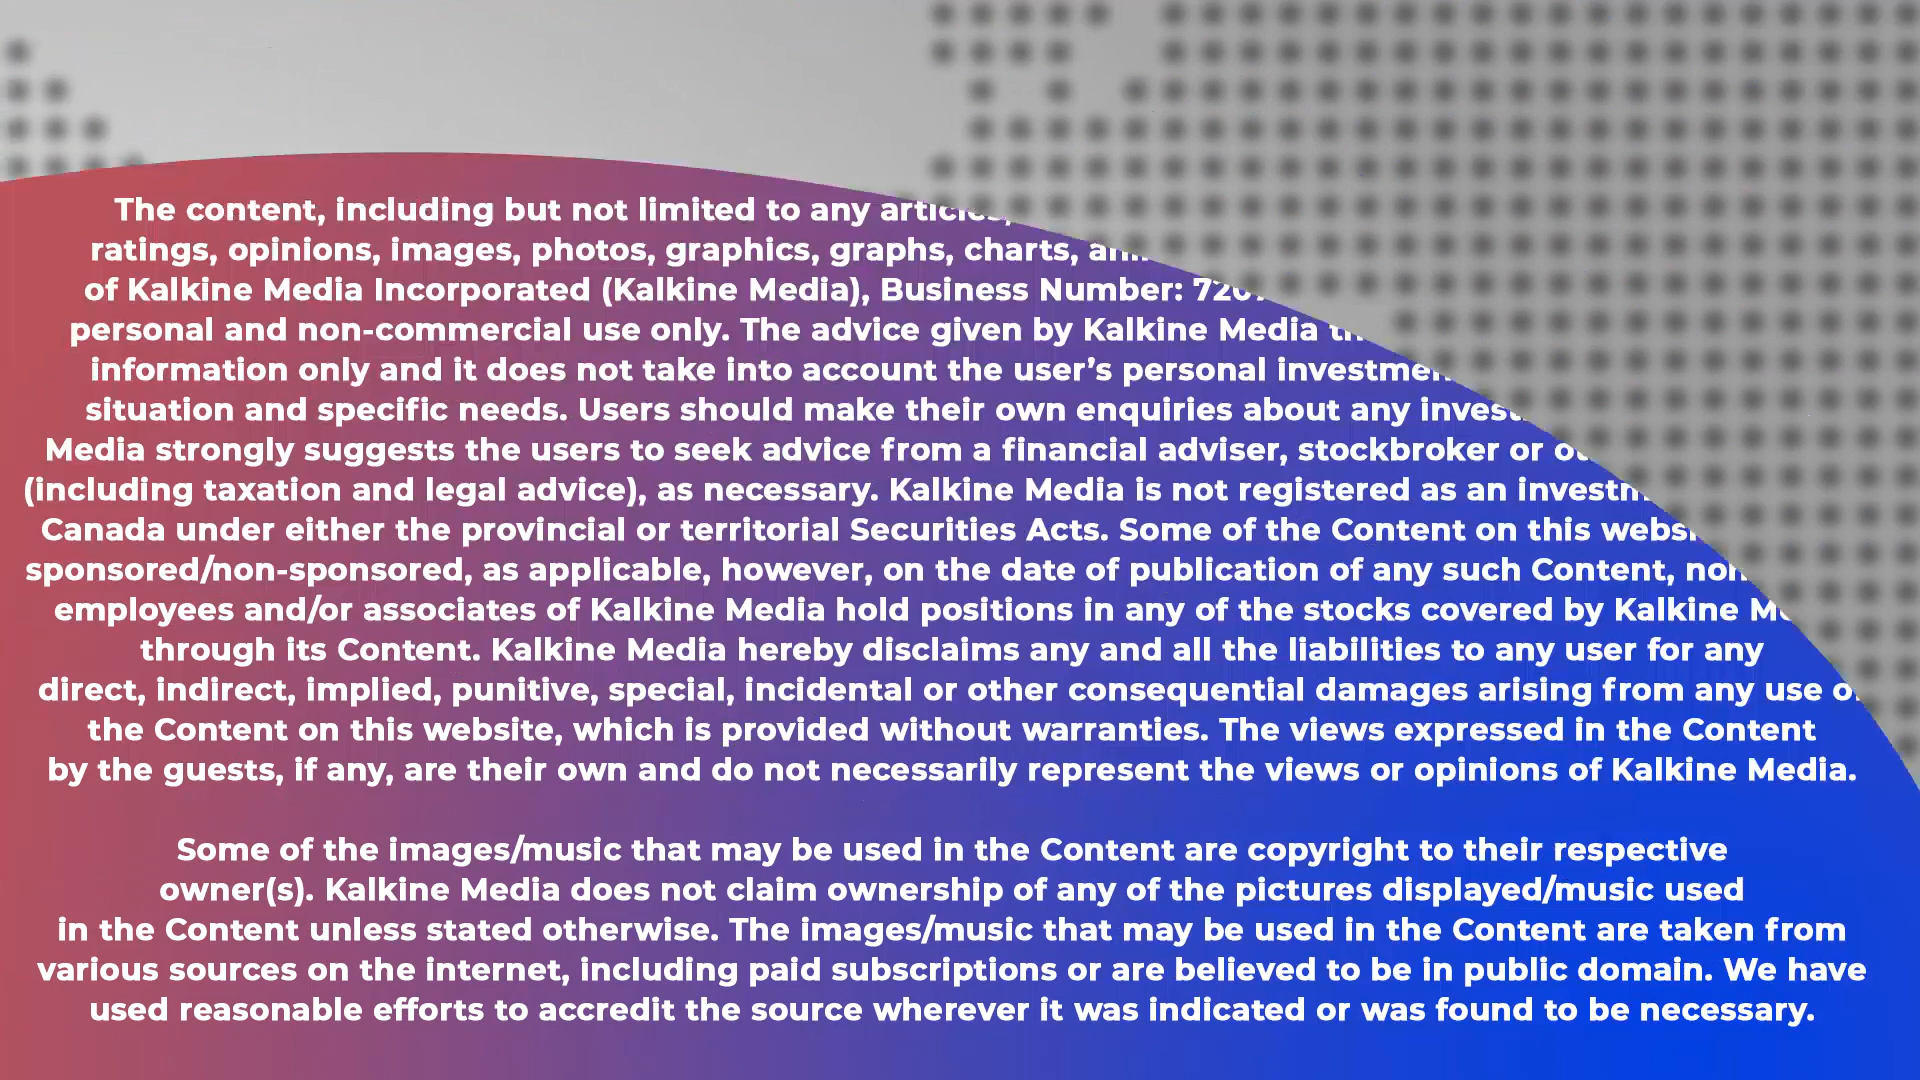 The content, including but not limited to any articles,
ratings, opinions, images, photos, graphics, graphs, charts,
of Kalkine Media Incorporated (Kalkine Media), Business Number:
personal and non-commercial use only. The advice given by Kalkine Media
information only and it does not take into account the user’s personal
situation and specific needs. Users should make their own enquiries about any
Media strongly suggests the users to seek advice from a financial adviser, stockbroker or
(including taxation and legal advice), as necessary. Kalkine Media is not registered as an
Canada under either the provincial or territorial Securities Acts. Some of the Content on this
sponsored/non-sponsored, as applicable, however, on the date of publication of any such Content,
employees and/or associates of Kalkine Media hold positions in any of the stocks covered by Kalkine
through its Content. Kalkine Media hereby disclaims any and all the liabilities to any user for any
direct, indirect, implied, punitive, special, incidental or other consequential damages arising from any use of
the Content on this website, which is provided without warranties. The views expressed in the Content
by the guests, if any, are their own and do not necessarily represent the views or opinions of Kalkine Media.
Some of the images/music that may be used in the Content are copyright to their respective
owner(s). Kalkine Media does not claim ownership of any of the pictures displayed/music used
in the Content unless stated otherwise. The images/music that may be used in the Content are taken from
various sources on the internet, including paid subscriptions or are believed to be in public domain. We have
used reasonable efforts to accredit the source wherever it was indicated or was found to be necessary.